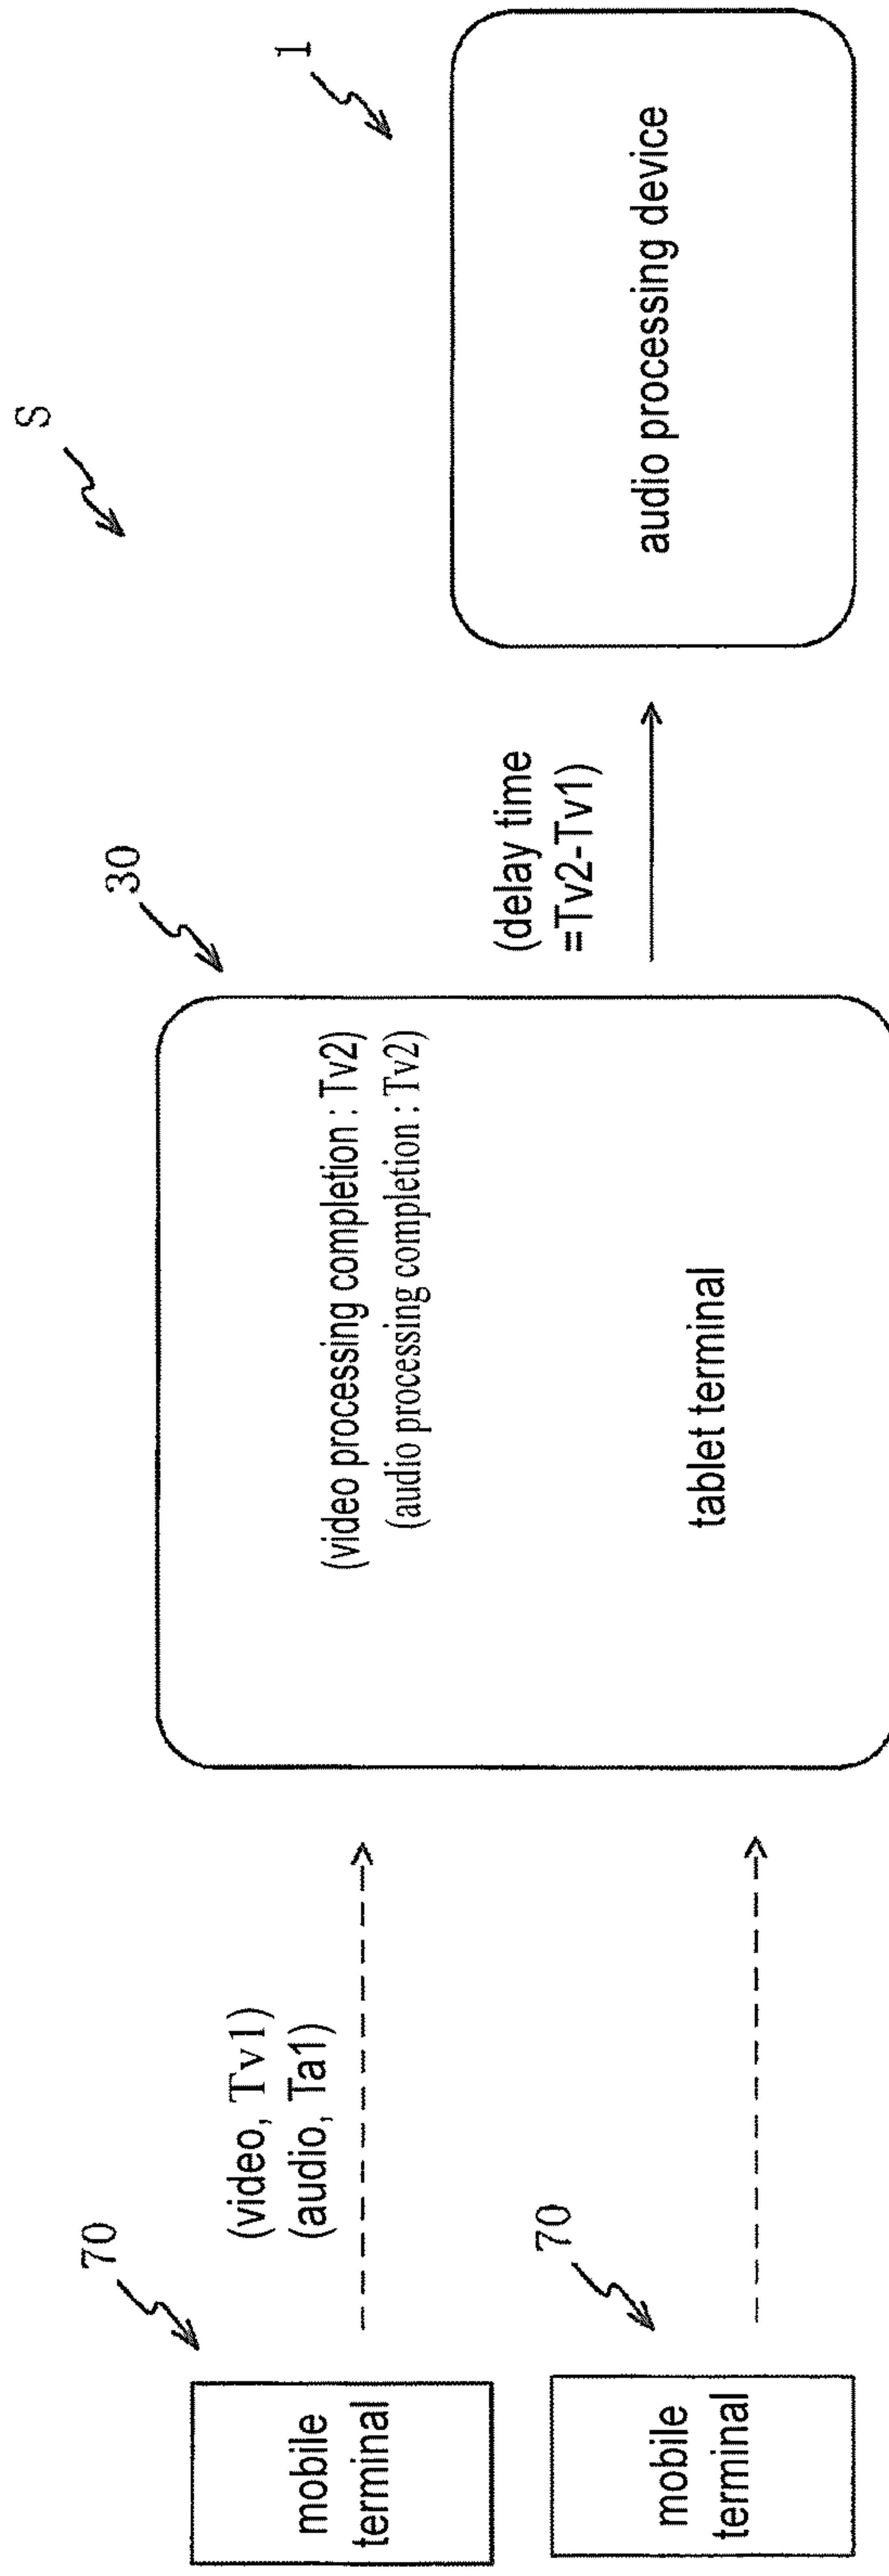 S
70
mobile
terminal
(video, Tv1)
(audio, Ta1)
70
mobile
terminal
30
(video processing completion : Tv2)
(audio processing completion : Tv2)
tablet terminal
(delay time
=Tv2-Tv1)
1
audio processing device